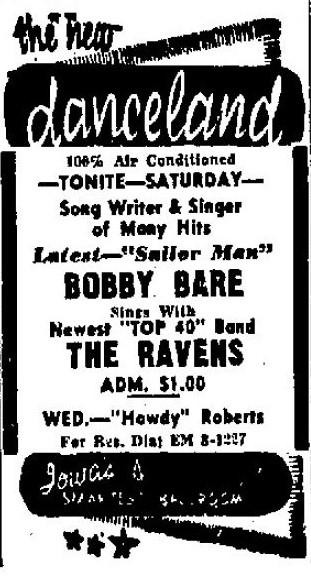 the new
danceland
100% Air Conditioned
—TONITE—SATURDAY—
Song Writer & Singer
of Many Hits
Latest—"Sailor Man"
BOBBY BARE
Sings With
Newest "TOP 40" Band
THE RAVENS
ADM. $1.00
WED.—"Howdy" Roberts
For Res. Dial EM 5-1227
Iowa's
SMARTEST BALLROOM